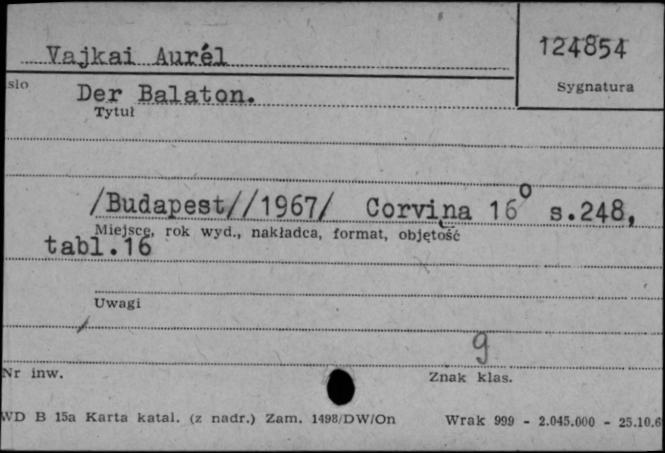 Vajkai Aurél
124854
Sygnatura
sło
Der Balaton.
Tytuł
/Budapest//1967/ Corvina 16° s.248,
Miejsce, rok wyd., nakładca, format, objętość
tabl.16
Uwagi
9
Nr inw.
Znak klas.
WD B 15a Karta katal. (z nadr.) Zam. 1498/DW/On Wrak 999 - 2.045.000 - 25.10.6